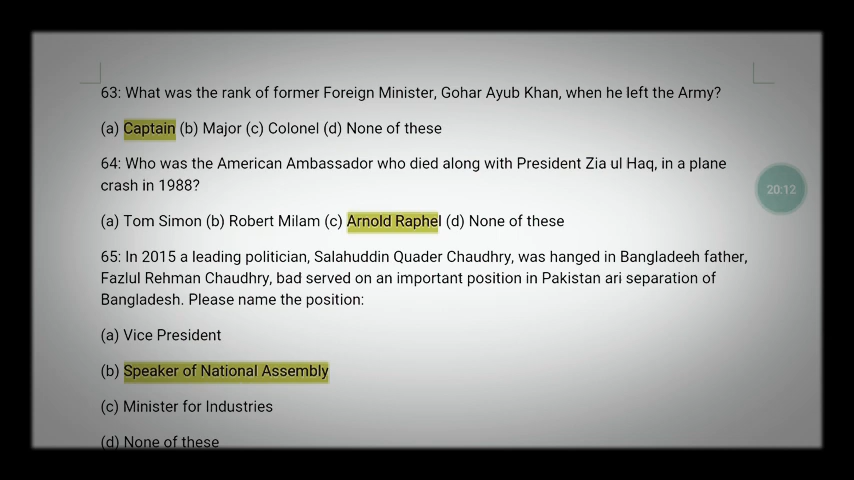 63: What was the rank of former Foreign Minister, Gohar Ayub Khan, when he left the Army?
(a) Captain (b) Major (c) Colonel (d) None of these
64: Who was the American Ambassador who died along with President Zia ul Haq, in a plane
crash in 1988?
20:12
(a) Tom Simon (b) Robert Milam (c) Arnold Raphel (d) None of these
65: In 2015 a leading politician, Salahuddin Quader Chaudhry, was hanged in Bangladeeh father,
Fazlul Rehman Chaudhry, bad served on an important position in Pakistan ari separation of
Bangladesh. Please name the position:
(a) Vice President
(b) Speaker of National Assembly
(c) Minister for Industries
(d) None of these